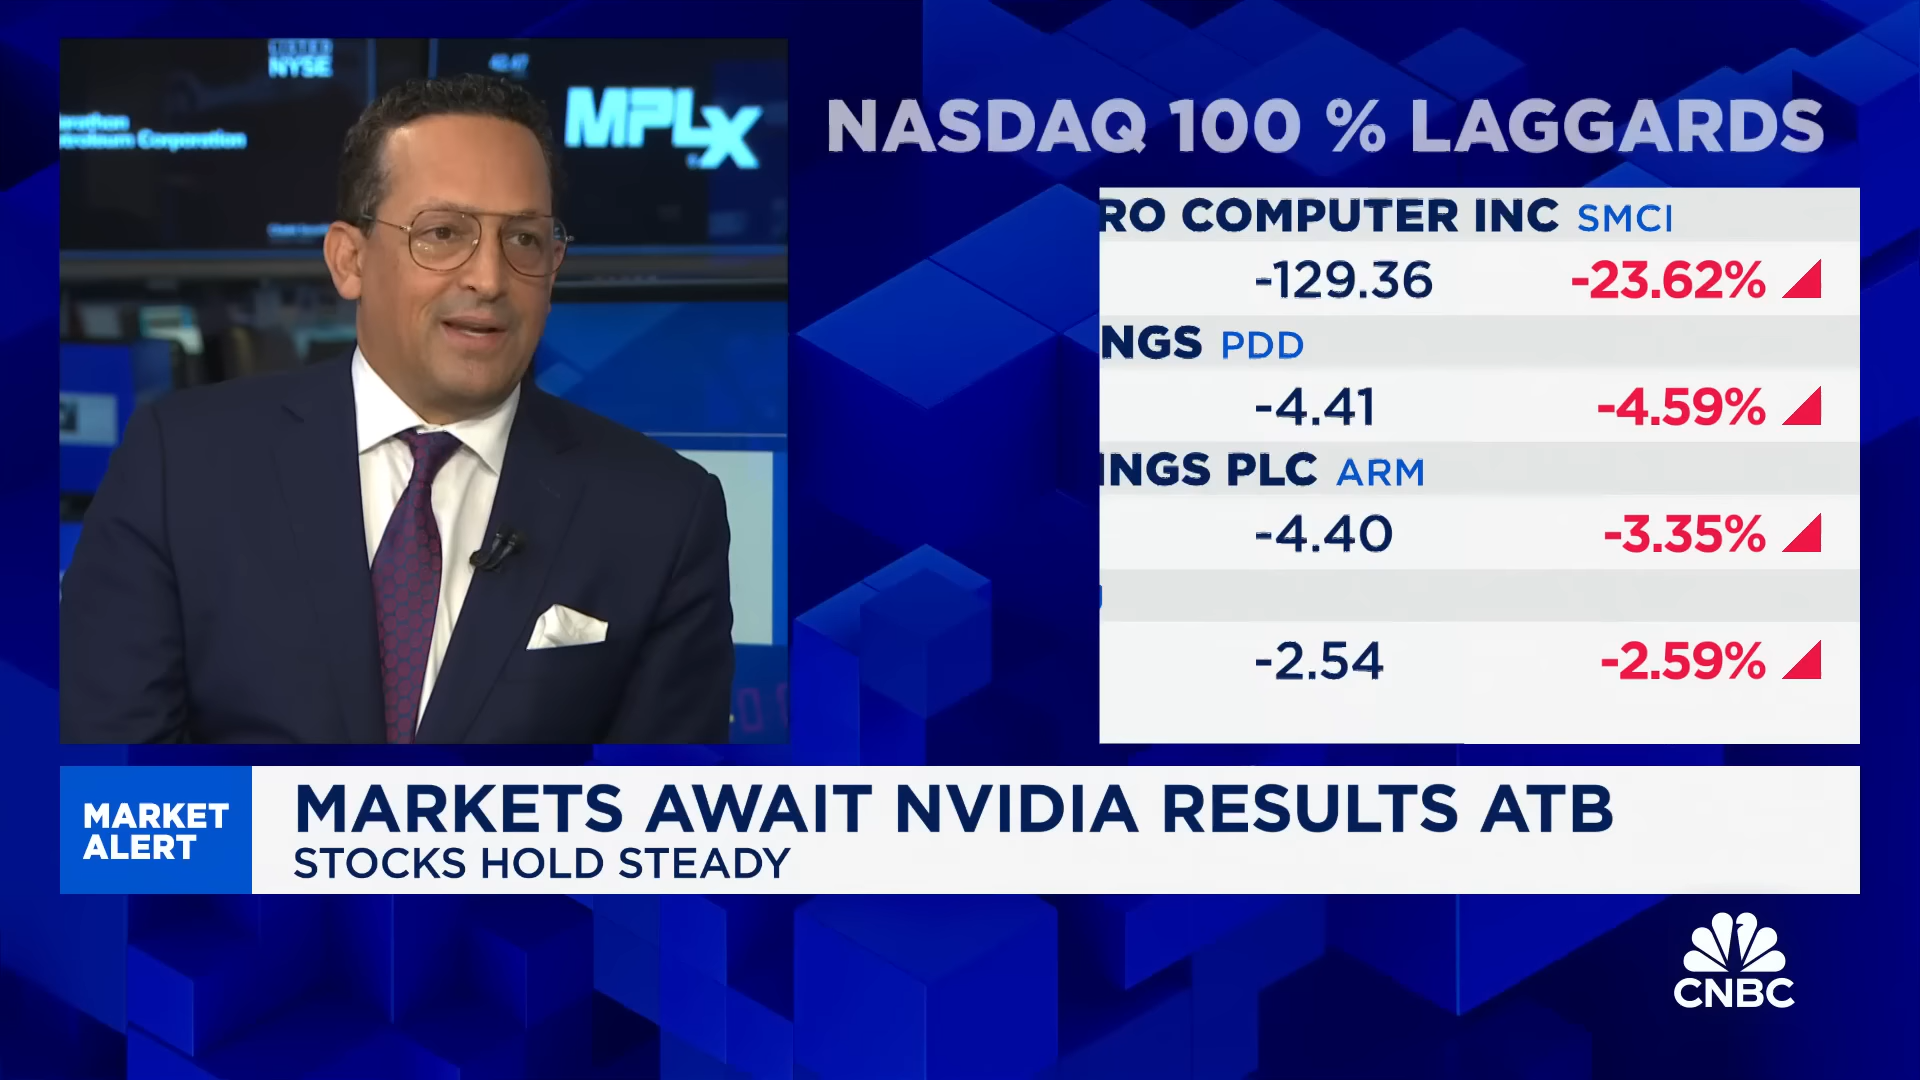 NYSE
MPLX
Petroleum Corporation
NASDAQ 100 % LAGGARDS
RO COMPUTER INC SMCI
-129.36 -23.62%
NGS PDD
-4.41 -4.59%
INGS PLC ARM
-4.40 -3.35%
-2.54 -2.59%
MARKET
ALERT
MARKETS AWAIT NVIDIA RESULTS ATB
STOCKS HOLD STEADY
CNBC